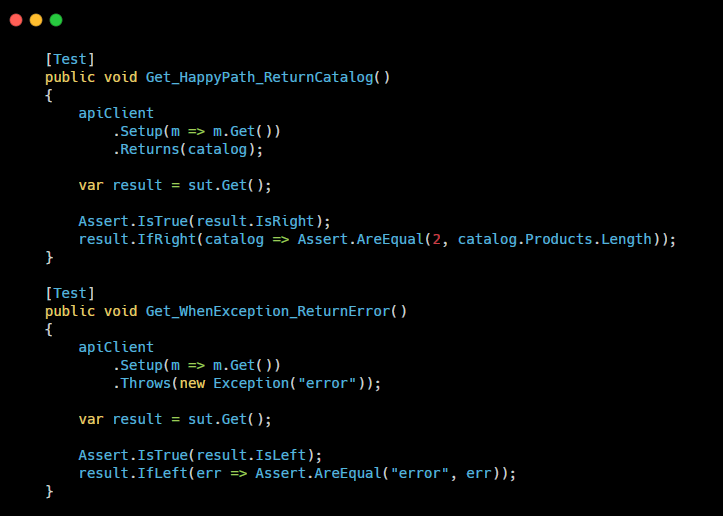 [Test]
public void Get_HappyPath_ReturnCatalog()
{
    apiClient
        .Setup(m => m.Get())
        .Returns(catalog);

    var result = sut.Get();

    Assert.IsTrue(result.IsRight);
    result.IfRight(catalog => Assert.AreEqual(2, catalog.Products.Length));
}

[Test]
public void Get_WhenException_ReturnError()
{
    apiClient
        .Setup(m => m.Get())
        .Throws(new Exception("error"));

    var result = sut.Get();

    Assert.IsTrue(result.IsLeft);
    result.IfLeft(err => Assert.AreEqual("error", err));
}